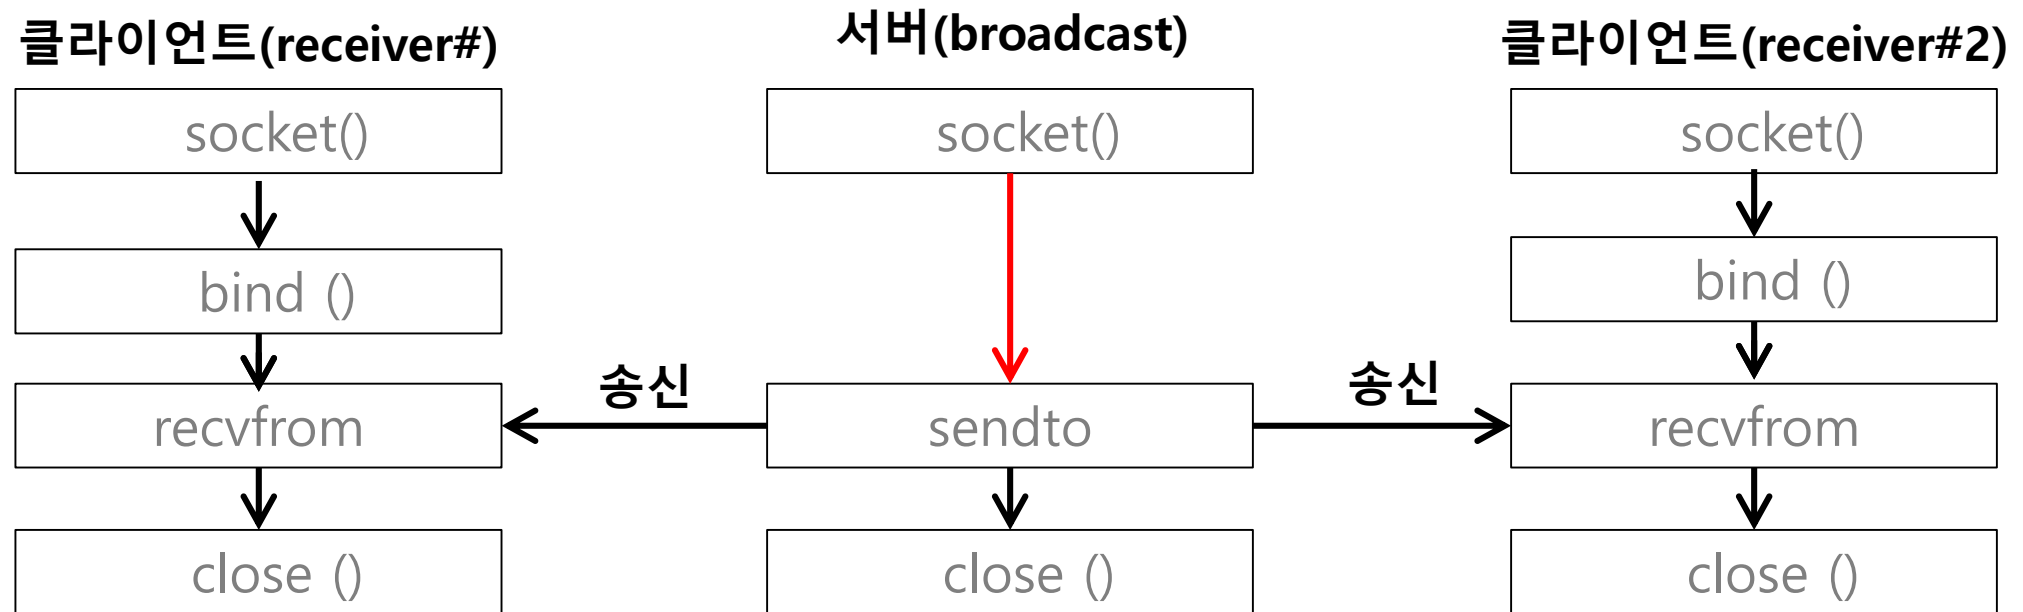 클라이언트(receiver#)
서버(broadcast)
클라이언트(receiver#2)
socket()
socket()
socket()
bind ()
bind ()
송신
송신
recvfrom
sendto
recvfrom
close ()
close ()
close ()